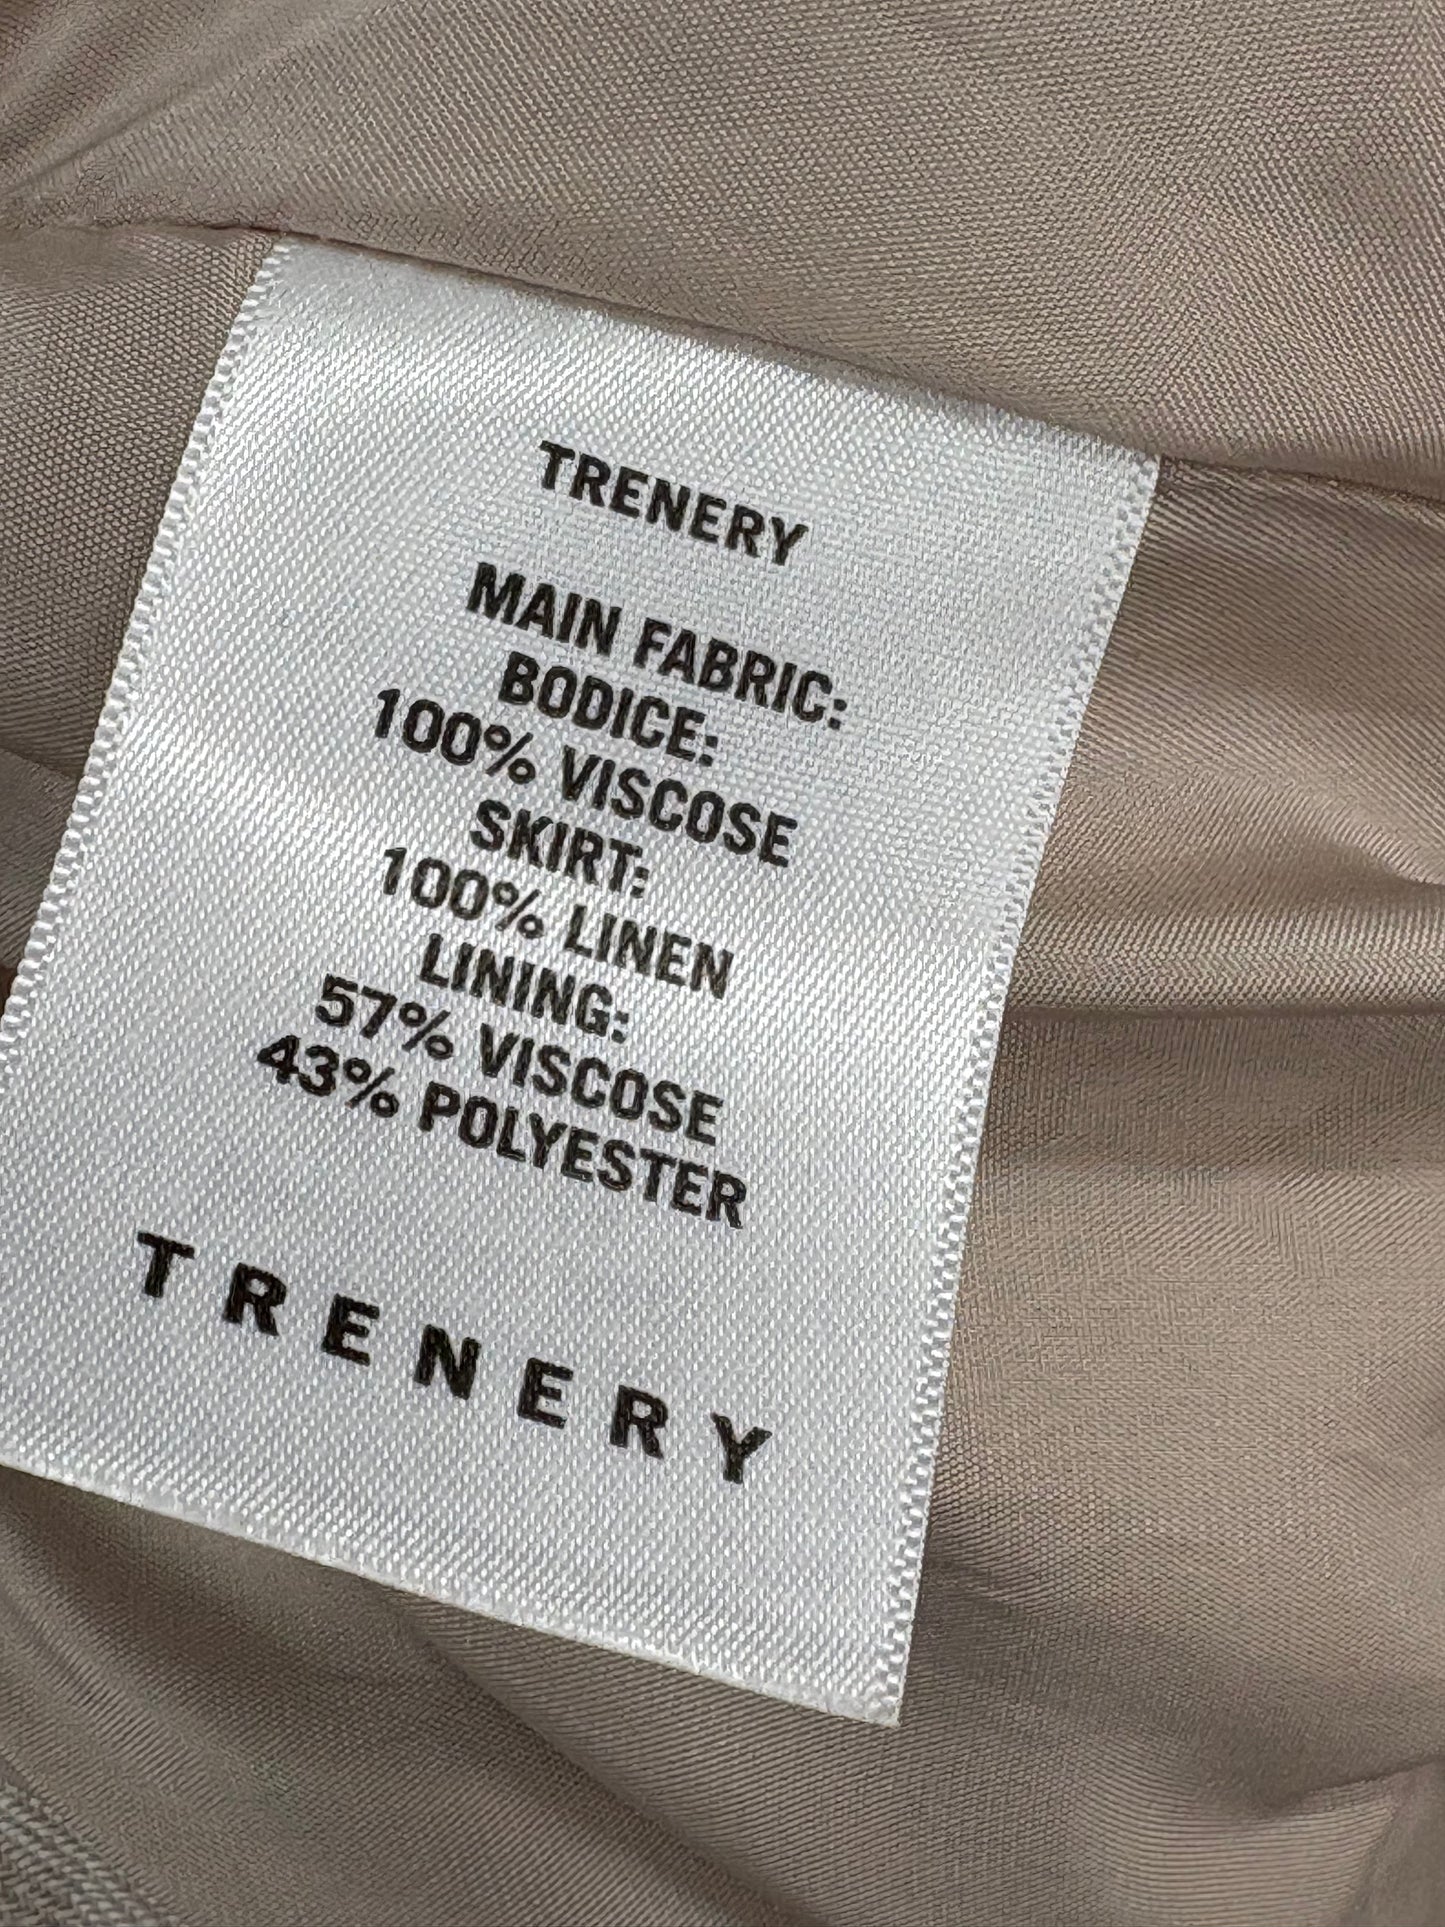 TRENERY
MAIN FABRIC:
BODICE:
100% VISCOSE
SKIRT:
100% LINEN
LINING:
57% VISCOSE
43% POLYESTER
TRENERY